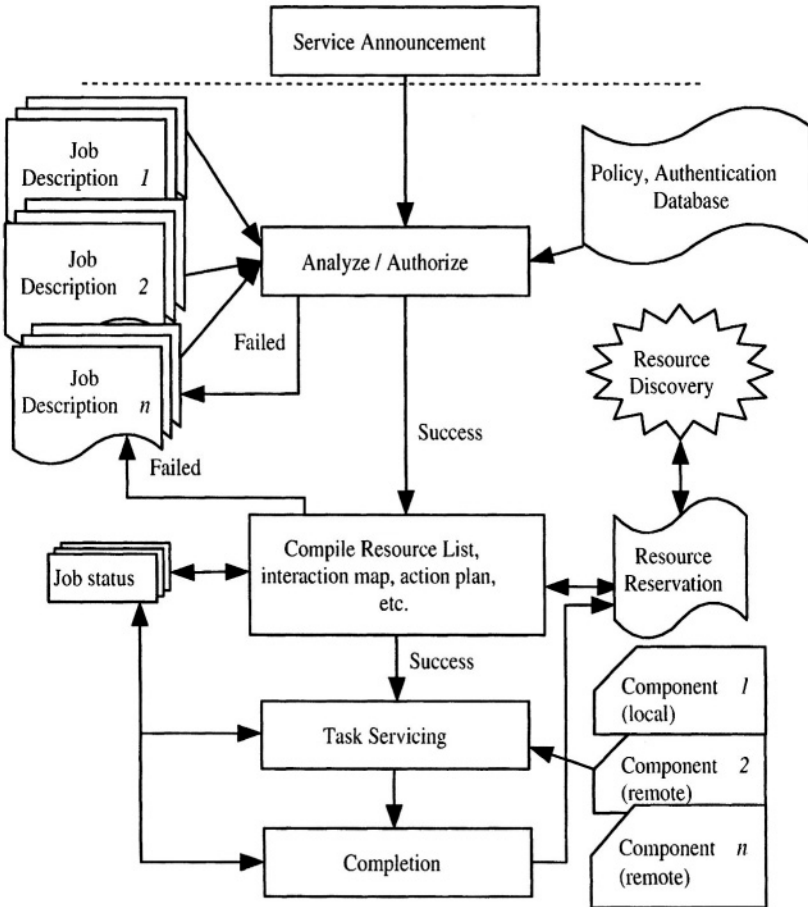 Service Announcement
Job
Description 1
Policy, Authentication
Database
Analyze / Authorize
Job
Description 2
Failed
Resource
Discovery
Job
Description n
Success
Failed
Compile Resource List,
interaction map, action plan,
etc.
Job status
Resource
Reservation
Success
Component 1
(local)
Task Servicing
Component 2
(remote)
Completion
Component n
(remote)